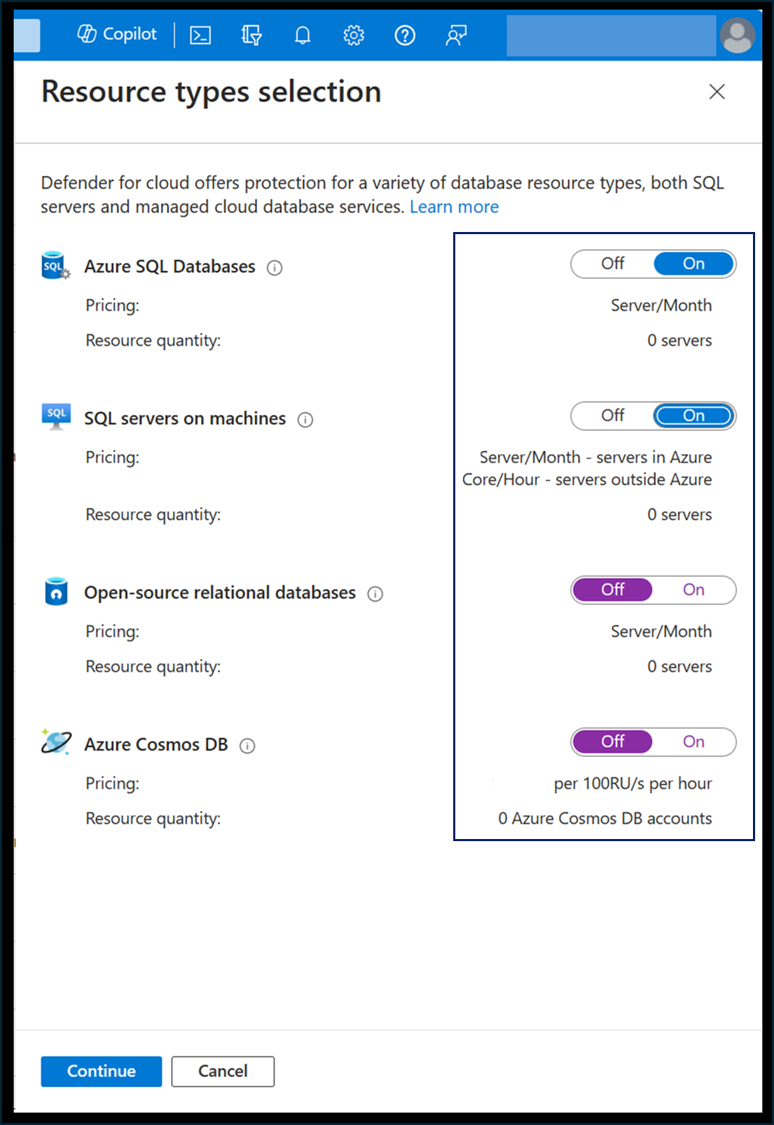 Copilot
Resource types selection
Defender for cloud offers protection for a variety of database resource types, both SQL
servers and managed cloud database services. Learn more
SQL
Azure SQL Databases
Off On
Pricing: Server/Month
Resource quantity: 0 servers
SQL
SQL servers on machines
Off On
Pricing: Server/Month - servers in Azure
Core/Hour - servers outside Azure
Resource quantity: 0 servers
Open-source relational databases
Off On
Pricing: Server/Month
Resource quantity: 0 servers
Azure Cosmos DB
Off On
Pricing: per 100RU/s per hour
Resource quantity: 0 Azure Cosmos DB accounts
Continue Cancel